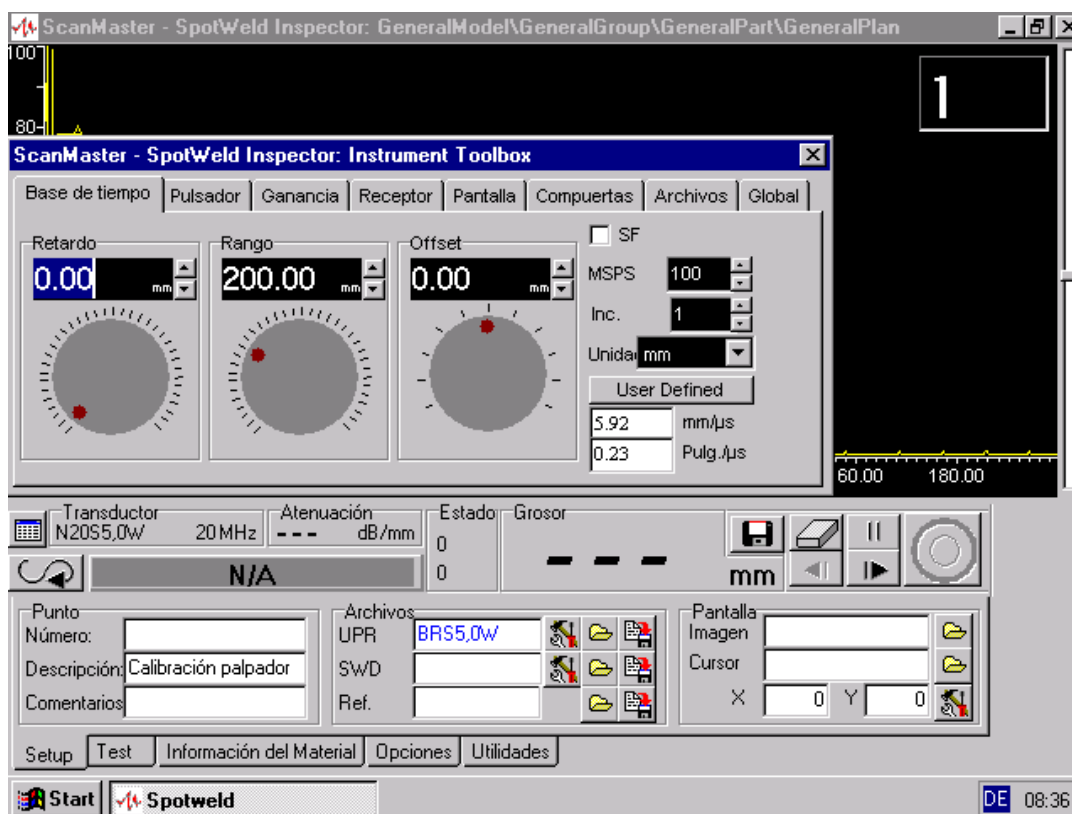 ScanMaster - SpotWeld Inspector: GeneralModel\GeneralGroup\GeneralPart\GeneralPlan
100
1
80
ScanMaster - SpotWeld Inspector: Instrument Toolbox
Base de tiempo Pulsador Ganancia Receptor Pantalla Compuertas Archivos Global
Retardo Rango Offset SF
0.00 mm 200.00 mm 0.00 mm
MSPS 100
Inc. 1
Unida mm
User Defined
5.92 mm/µs
0.23 Pulg./µs
60.00 180.00
Transductor Atenuación Estado Grosor
N20S5,0W 20 MHz --- dB/mm 0
N/A 0 --- mm
Punto Archivos Pantalla
Número: UPR BRS5,0W Imagen
Descripción: Calibración palpador SWD Cursor
Comentarios Ref. X 0 Y 0
Setup Test Información del Material Opciones Utilidades
Start Spotweld DE 08:36